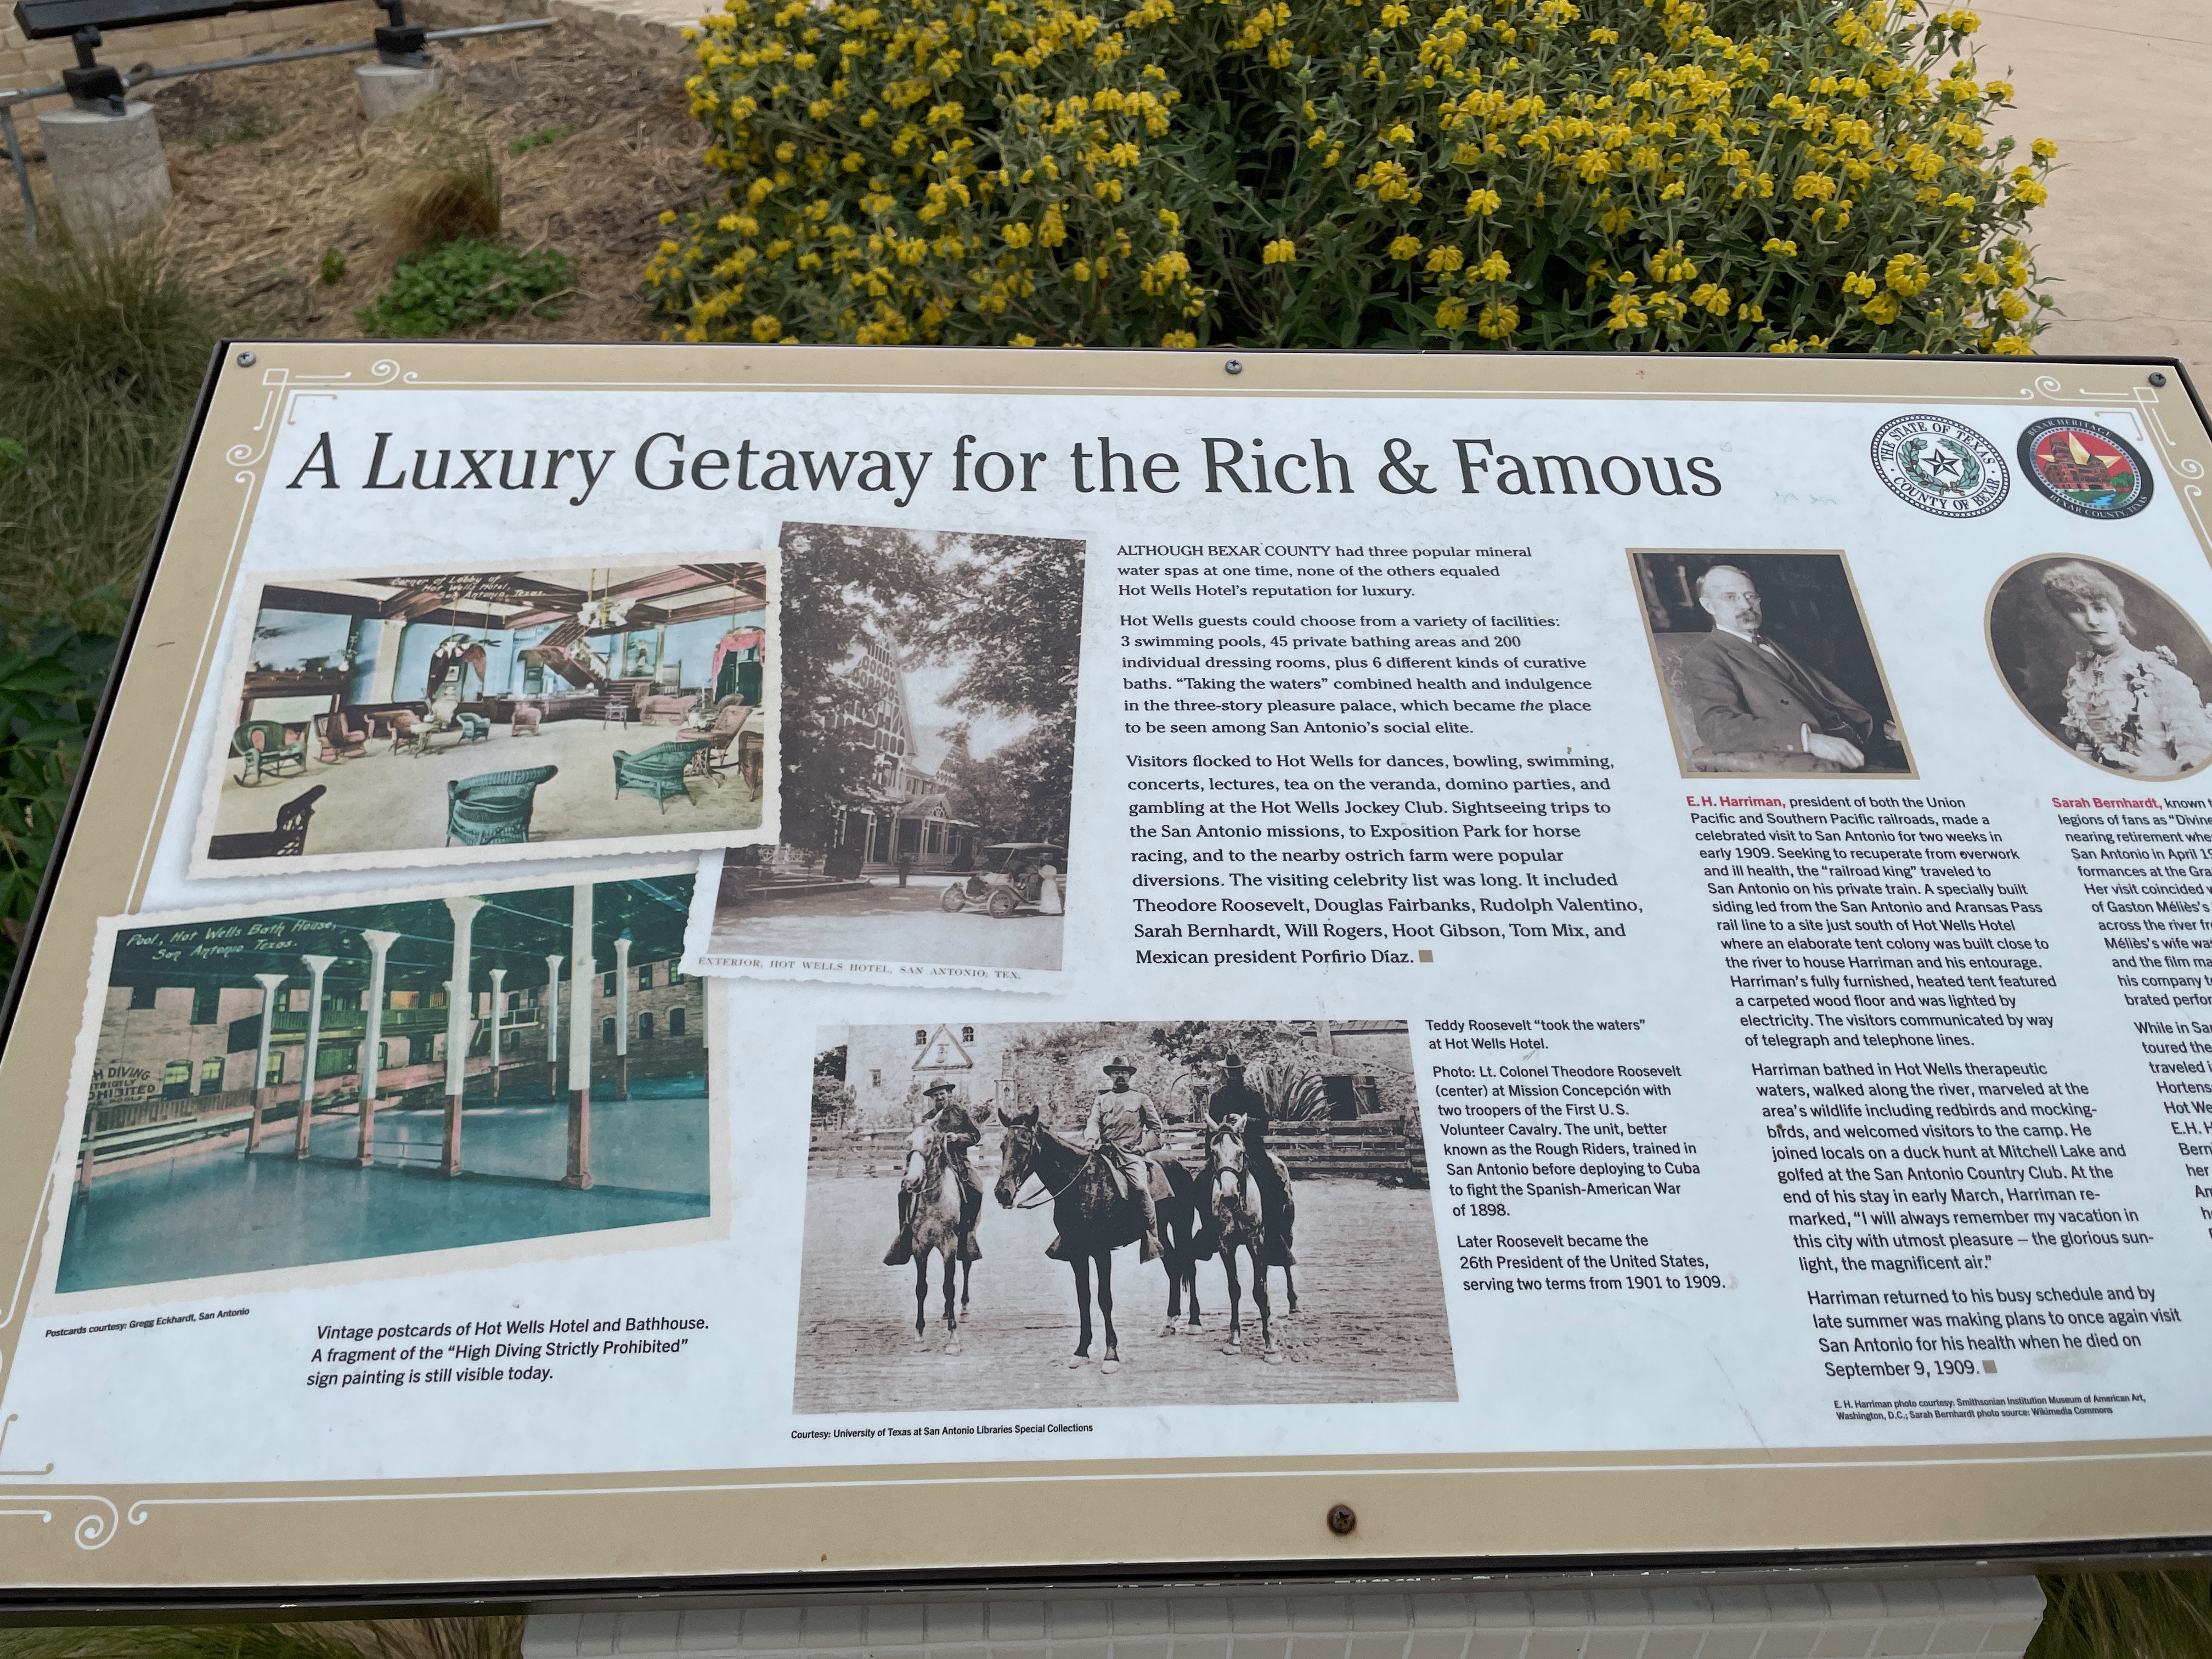 A Luxury Getaway for the Rich & Famous
THE STATE OF TEXAS
COUNTY OF BEXAR
BEXAR HERITAGE
BEXAR COUNTY, TEXAS
Corner of Lobby of
Hot Wells Hotel,
San Antonio, Texas.
EXTERIOR, HOT WELLS HOTEL, SAN ANTONIO, TEX.
Pool, Hot Wells Bath House,
San Antonio Texas.
H DIVING
TRICTLY
OHIBITED
Postcards courtesy: Gregg Eckhardt, San Antonio
Vintage postcards of Hot Wells Hotel and Bathhouse.
A fragment of the “High Diving Strictly Prohibited”
sign painting is still visible today.
ALTHOUGH BEXAR COUNTY had three popular mineral
water spas at one time, none of the others equaled
Hot Wells Hotel’s reputation for luxury.
Hot Wells guests could choose from a variety of facilities:
3 swimming pools, 45 private bathing areas and 200
individual dressing rooms, plus 6 different kinds of curative
baths. “Taking the waters” combined health and indulgence
in the three-story pleasure palace, which became the place
to be seen among San Antonio’s social elite.
Visitors flocked to Hot Wells for dances, bowling, swimming,
concerts, lectures, tea on the veranda, domino parties, and
gambling at the Hot Wells Jockey Club. Sightseeing trips to
the San Antonio missions, to Exposition Park for horse
racing, and to the nearby ostrich farm were popular
diversions. The visiting celebrity list was long. It included
Theodore Roosevelt, Douglas Fairbanks, Rudolph Valentino,
Sarah Bernhardt, Will Rogers, Hoot Gibson, Tom Mix, and
Mexican president Porfirio Díaz.
Teddy Roosevelt “took the waters”
at Hot Wells Hotel.
Photo: Lt. Colonel Theodore Roosevelt
(center) at Mission Concepción with
two troopers of the First U.S.
Volunteer Cavalry. The unit, better
known as the Rough Riders, trained in
San Antonio before deploying to Cuba
to fight the Spanish-American War
of 1898.
Later Roosevelt became the
26th President of the United States,
serving two terms from 1901 to 1909.
Courtesy: University of Texas at San Antonio Libraries Special Collections
E. H. Harriman, president of both the Union
Pacific and Southern Pacific railroads, made a
celebrated visit to San Antonio for two weeks in
early 1909. Seeking to recuperate from overwork
and ill health, the “railroad king” traveled to
San Antonio on his private train. A specially built
siding led from the San Antonio and Aransas Pass
rail line to a site just south of Hot Wells Hotel
where an elaborate tent colony was built close to
the river to house Harriman and his entourage.
Harriman’s fully furnished, heated tent featured
a carpeted wood floor and was lighted by
electricity. The visitors communicated by way
of telegraph and telephone lines.
Harriman bathed in Hot Wells therapeutic
waters, walked along the river, marveled at the
area’s wildlife including redbirds and mocking-
birds, and welcomed visitors to the camp. He
joined locals on a duck hunt at Mitchell Lake and
golfed at the San Antonio Country Club. At the
end of his stay in early March, Harriman re-
marked, “I will always remember my vacation in
this city with utmost pleasure – the glorious sun-
light, the magnificent air.”
Harriman returned to his busy schedule and by
late summer was making plans to once again visit
San Antonio for his health when he died on
September 9, 1909.
E. H. Harriman photo courtesy: Smithsonian Institution Museum of American Art,
Washington, D.C.; Sarah Bernhardt photo source: Wikimedia Commons
Sarah Bernhardt, known
legions of fans as “Divine
nearing retirement whe
San Antonio in April 19
formances at the Gra
Her visit coincided
of Gaston Méliès’s
across the river fr
Méliès’s wife wa
and the film ma
his company t
brated perfor
While in Sa
toured the
traveled i
Hortens
Hot We
E.H. H
Bern
her